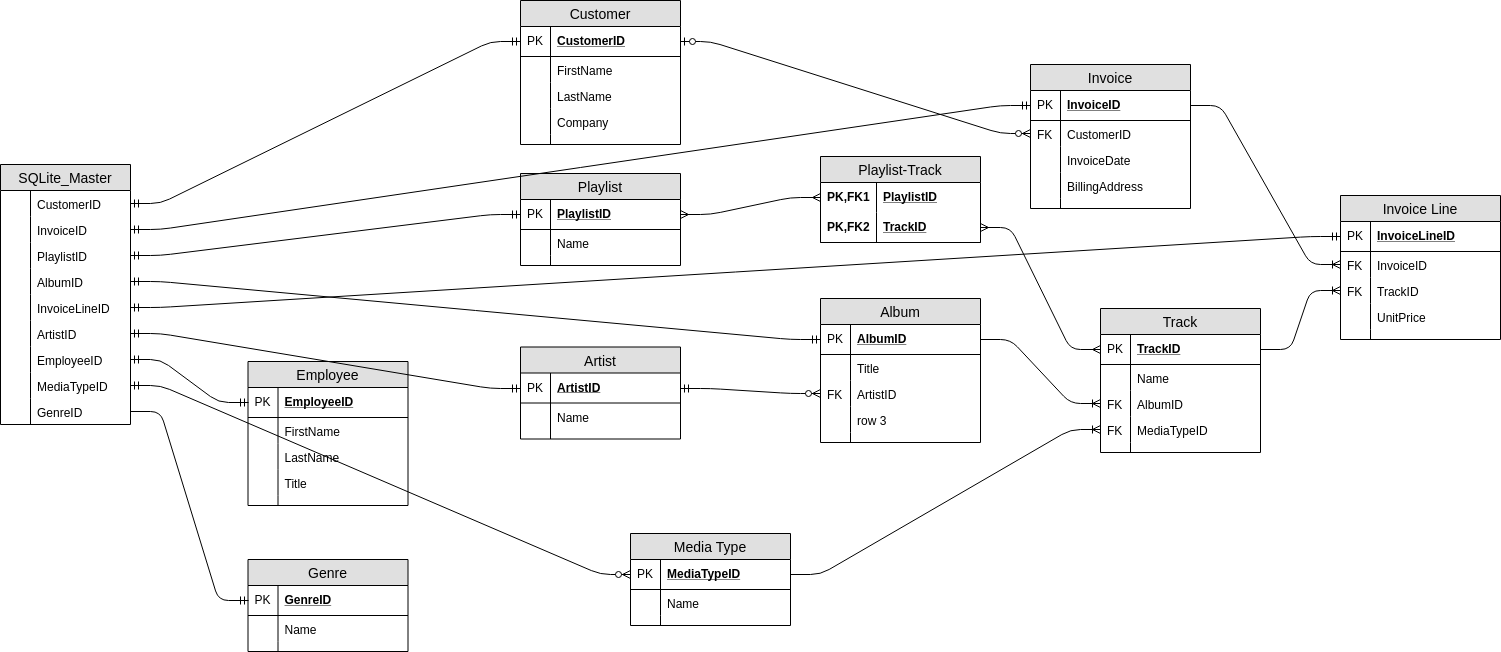 Customer
PK CustomerID
FirstName
LastName
Company
Invoice
PK InvoiceID
FK CustomerID
InvoiceDate
BillingAddress
SQLite_Master
CustomerID
InvoiceID
PlaylistID
AlbumID
InvoiceLineID
ArtistID
EmployeeID
MediaTypeID
GenreID
Playlist
PK PlaylistID
Name
Playlist-Track
PK,FK1 PlaylistID
PK,FK2 TrackID
Invoice Line
PK InvoiceLineID
FK InvoiceID
FK TrackID
UnitPrice
Album
PK AlbumID
Title
FK ArtistID
row 3
Track
PK TrackID
Name
FK AlbumID
FK MediaTypeID
Artist
PK ArtistID
Name
Employee
PK EmployeeID
FirstName
LastName
Title
Media Type
PK MediaTypeID
Name
Genre
PK GenreID
Name